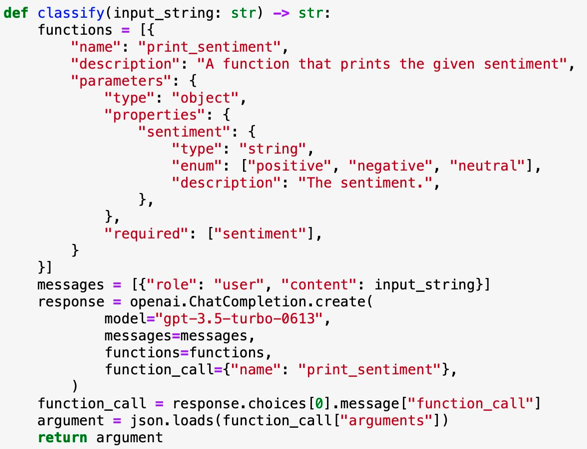 def classify(input_string: str) -> str:
    functions = [{
        "name": "print_sentiment",
        "description": "A function that prints the given sentiment",
        "parameters": {
            "type": "object",
            "properties": {
                "sentiment": {
                    "type": "string",
                    "enum": ["positive", "negative", "neutral"],
                    "description": "The sentiment.",
                },
            },
            "required": ["sentiment"],
        }
    }]
    messages = [{"role": "user", "content": input_string}]
    response = openai.ChatCompletion.create(
            model="gpt-3.5-turbo-0613",
            messages=messages,
            functions=functions,
            function_call={"name": "print_sentiment"},
        )
    function_call = response.choices[0].message["function_call"]
    argument = json.loads(function_call["arguments"])
    return argument